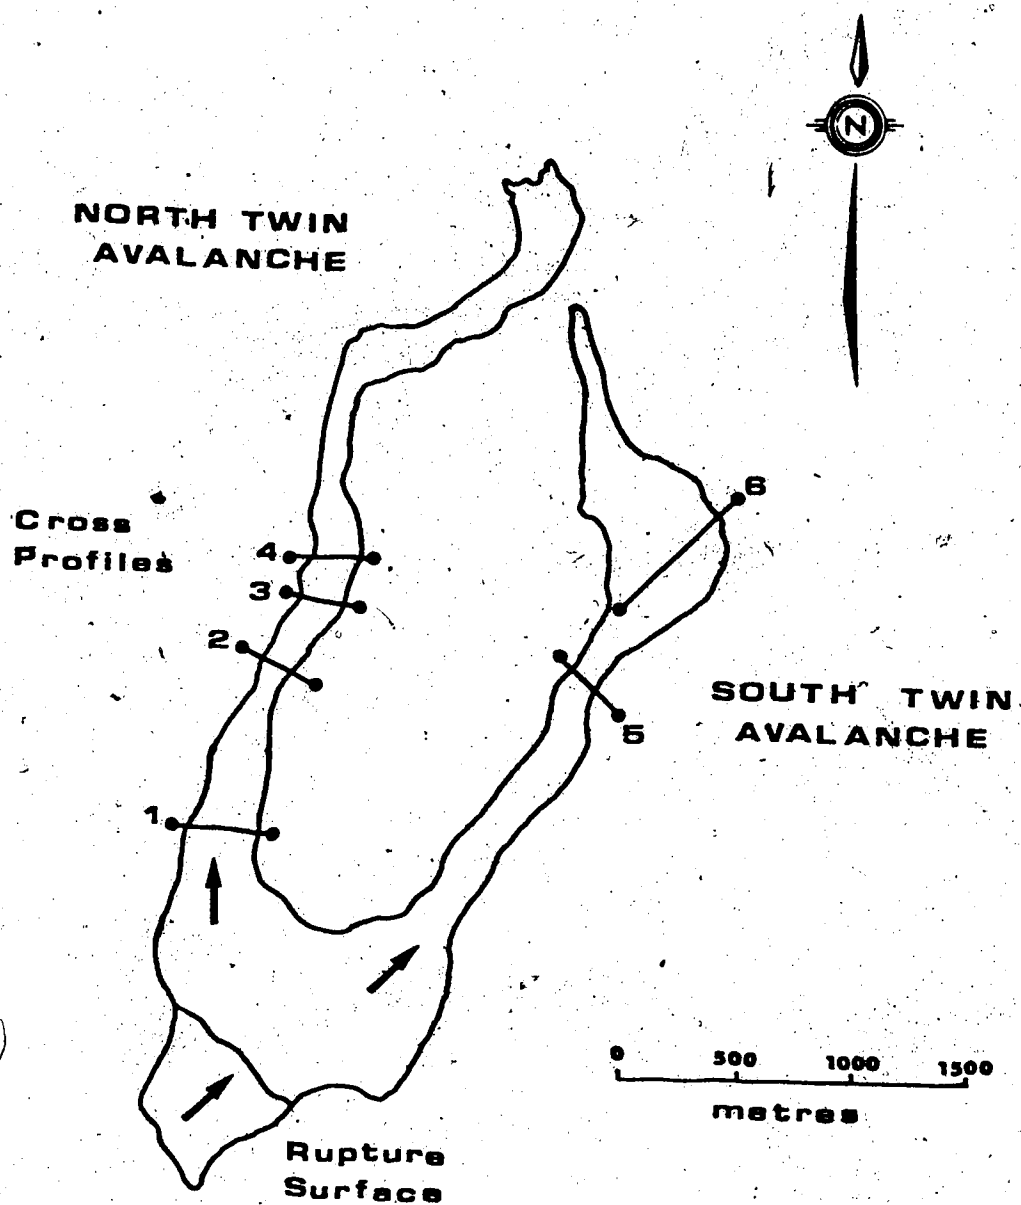 N
NORTH TWIN
AVALANCHE
6
Cross
Profiles
4
3
2
SOUTH TWIN
AVALANCHE
5
1
0 500 1000 1500
metres
Rupture
Surface